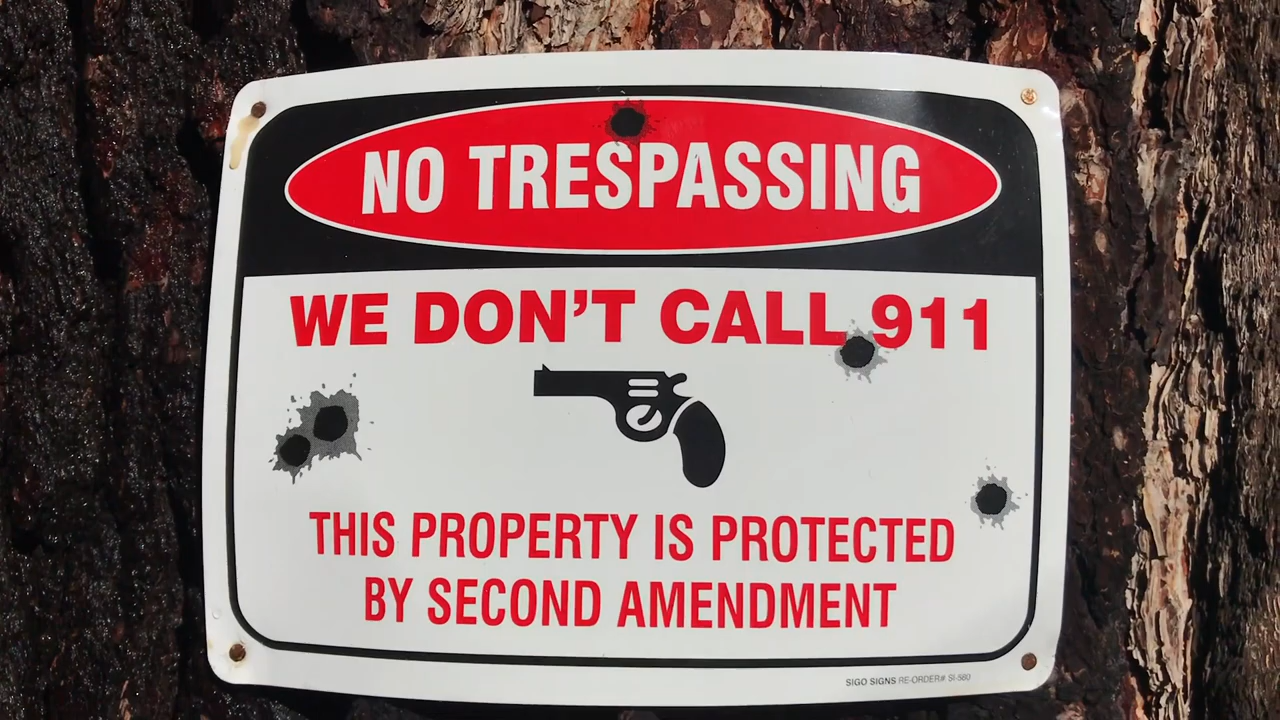 NO TRESPASSING
WE DON'T CALL 911
THIS PROPERTY IS PROTECTED
BY SECOND AMENDMENT
SIGO SIGNS RE-ORDER# SI-580